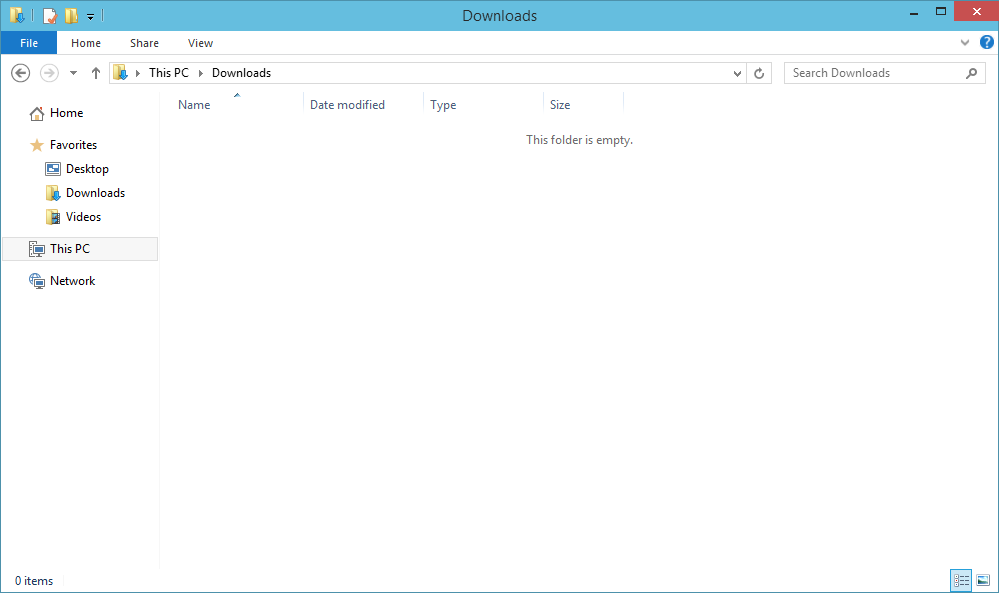 Downloads
File Home Share View
This PC Downloads
Search Downloads
Name Date modified Type Size
This folder is empty.
Home
Favorites
Desktop
Downloads
Videos
This PC
Network
0 items